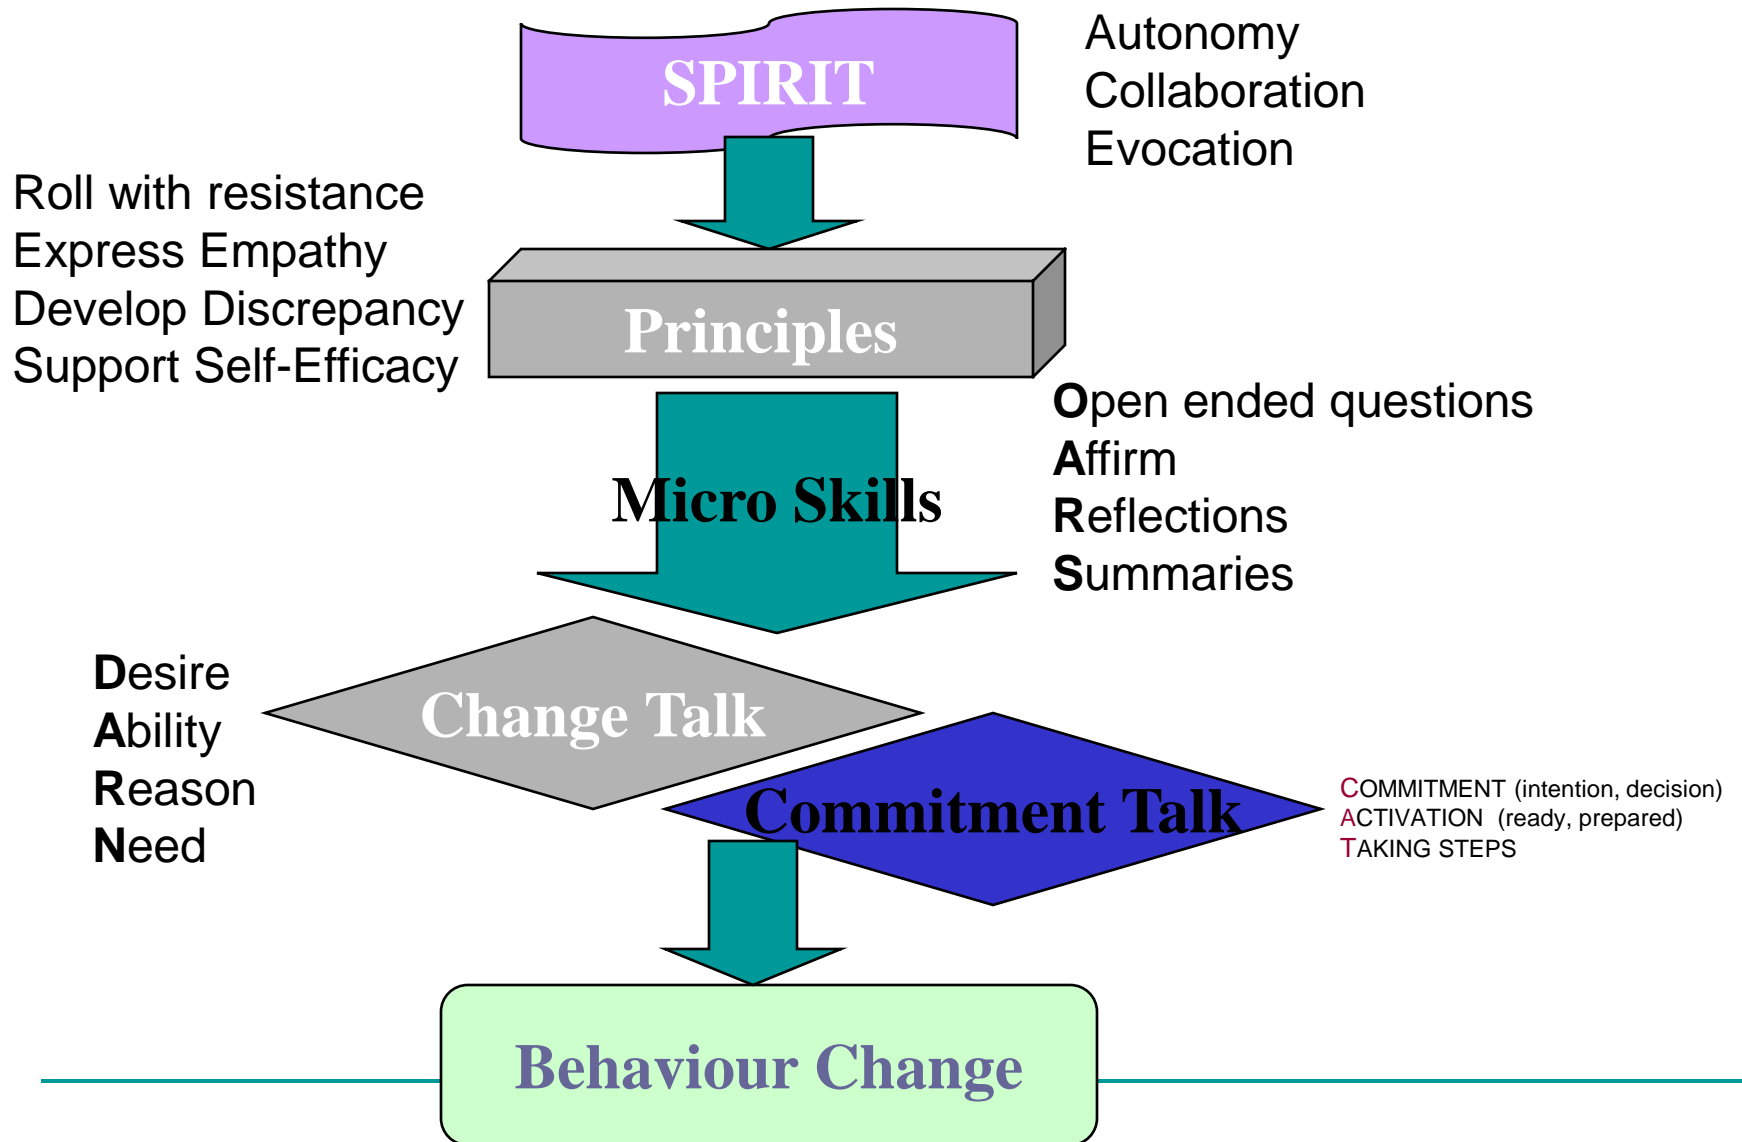 SPIRIT
Autonomy
Collaboration
Evocation
Roll with resistance
Express Empathy
Develop Discrepancy
Support Self-Efficacy
Principles
Open ended questions
Affirm
Reflections
Summaries
Micro Skills
Desire
Ability
Reason
Need
Change Talk
Commitment Talk
COMMITMENT (intention, decision)
ACTIVATION (ready, prepared)
TAKING STEPS
Behaviour Change